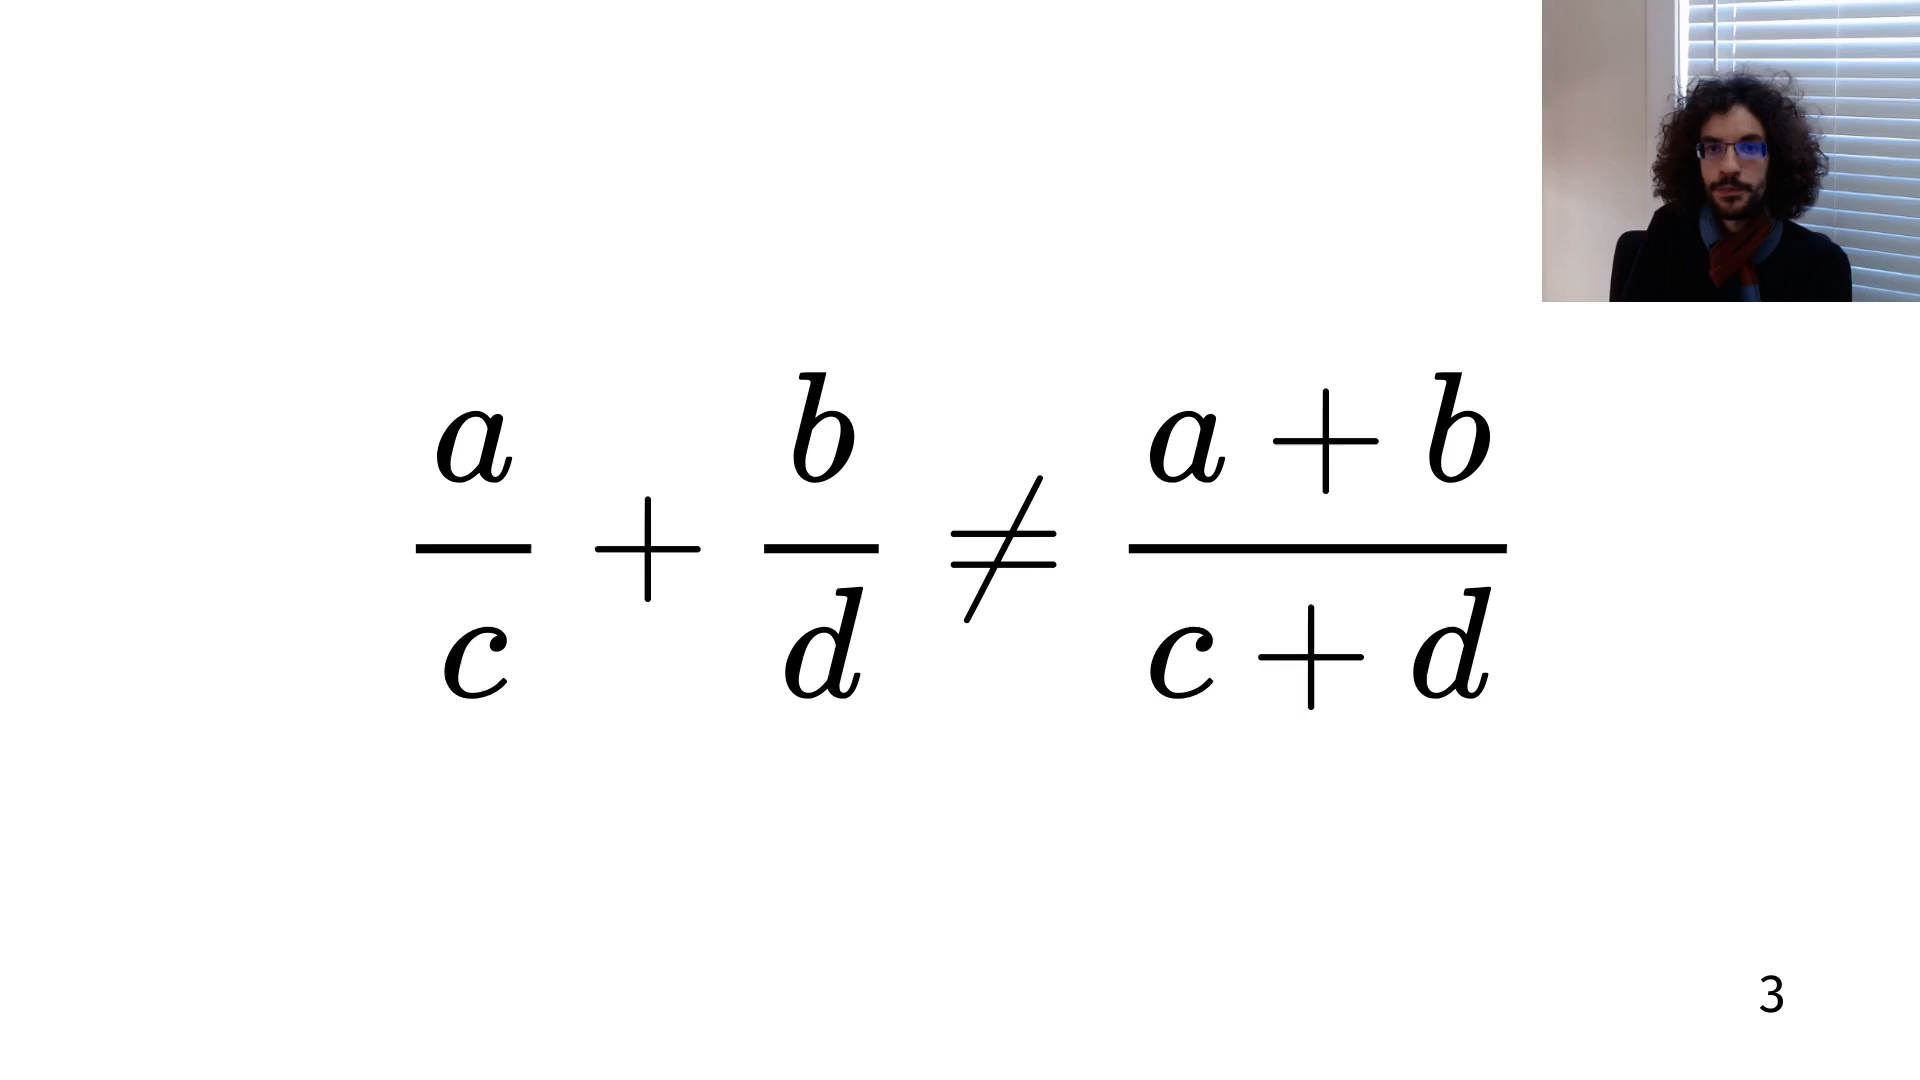 a/c + b/d ≠ (a + b)/(c + d)
3